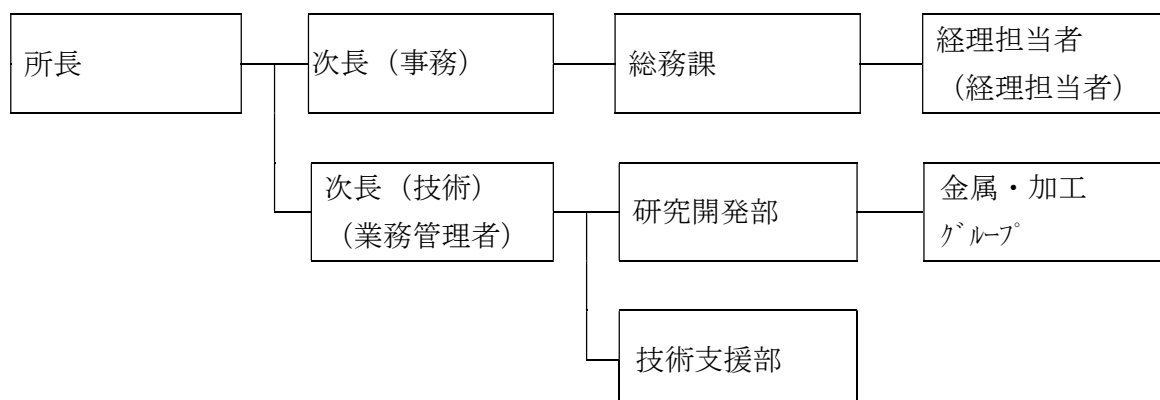 所長
次長（事務）
総務課
経理担当者
（経理担当者）
次長（技術）
（業務管理者）
研究開発部
金属・加工
ｸﾞﾙｰﾌﾟ
技術支援部